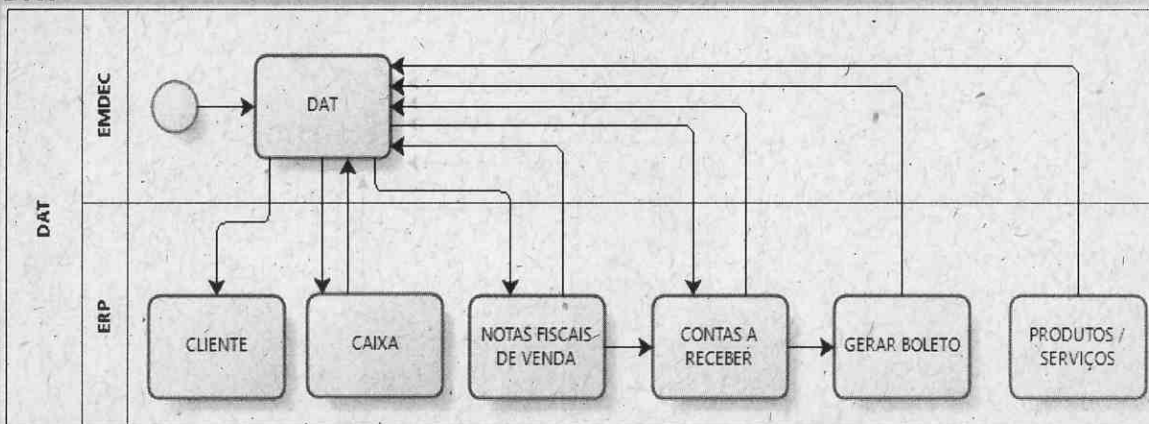 DAT
EMDEC
DAT
ERP
CLIENTE
CAIXA
NOTAS FISCAIS
DE VENDA
CONTAS A
RECEBER
GERAR BOLETO
PRODUTOS /
SERVIÇOS